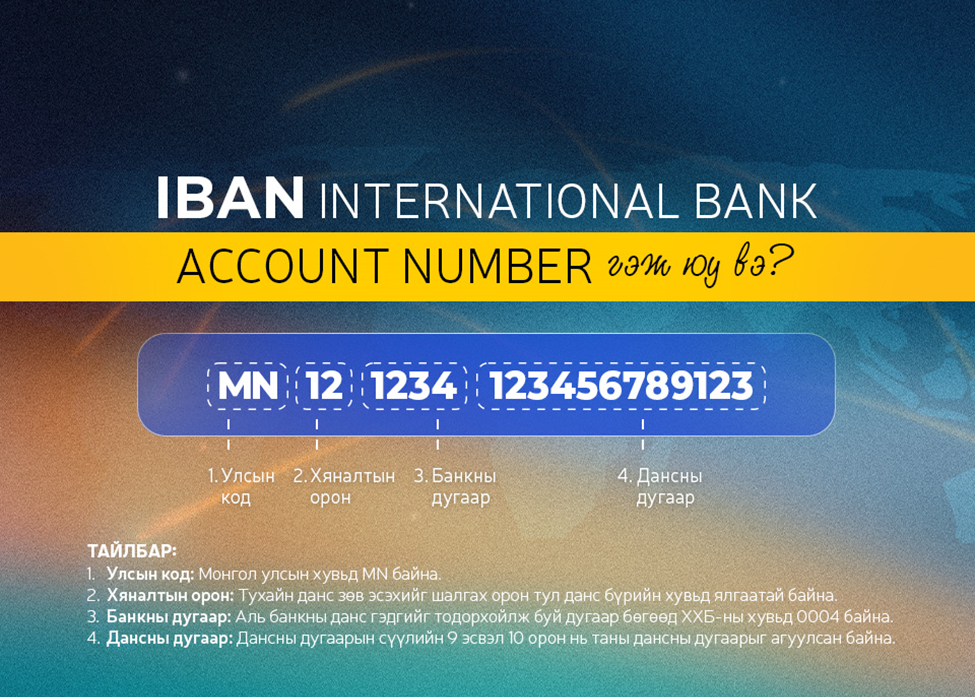 IBAN INTERNATIONAL BANK
ACCOUNT NUMBER гэж юу вэ?
MN 12 1234 123456789123
1. Улсын код
2. Хяналтын орон
3. Банкны дугаар
4. Дансны дугаар
ТАЙЛБАР:
1. Улсын код: Монгол улсын хувьд MN байна.
2. Хяналтын орон: Тухайн данс зөв эсэхийг шалгах орон тул данс бүрийн хувьд ялгаатай байна.
3. Банкны дугаар: Аль банкны данс гэдгийг тодорхойлж буй дугаар бөгөөд ХХБ-ны хувьд 0004 байна.
4. Дансны дугаар: Дансны дугаарын сүүлийн 9 эсвэл 10 орон нь таны дансны дугаарыг агуулсан байна.